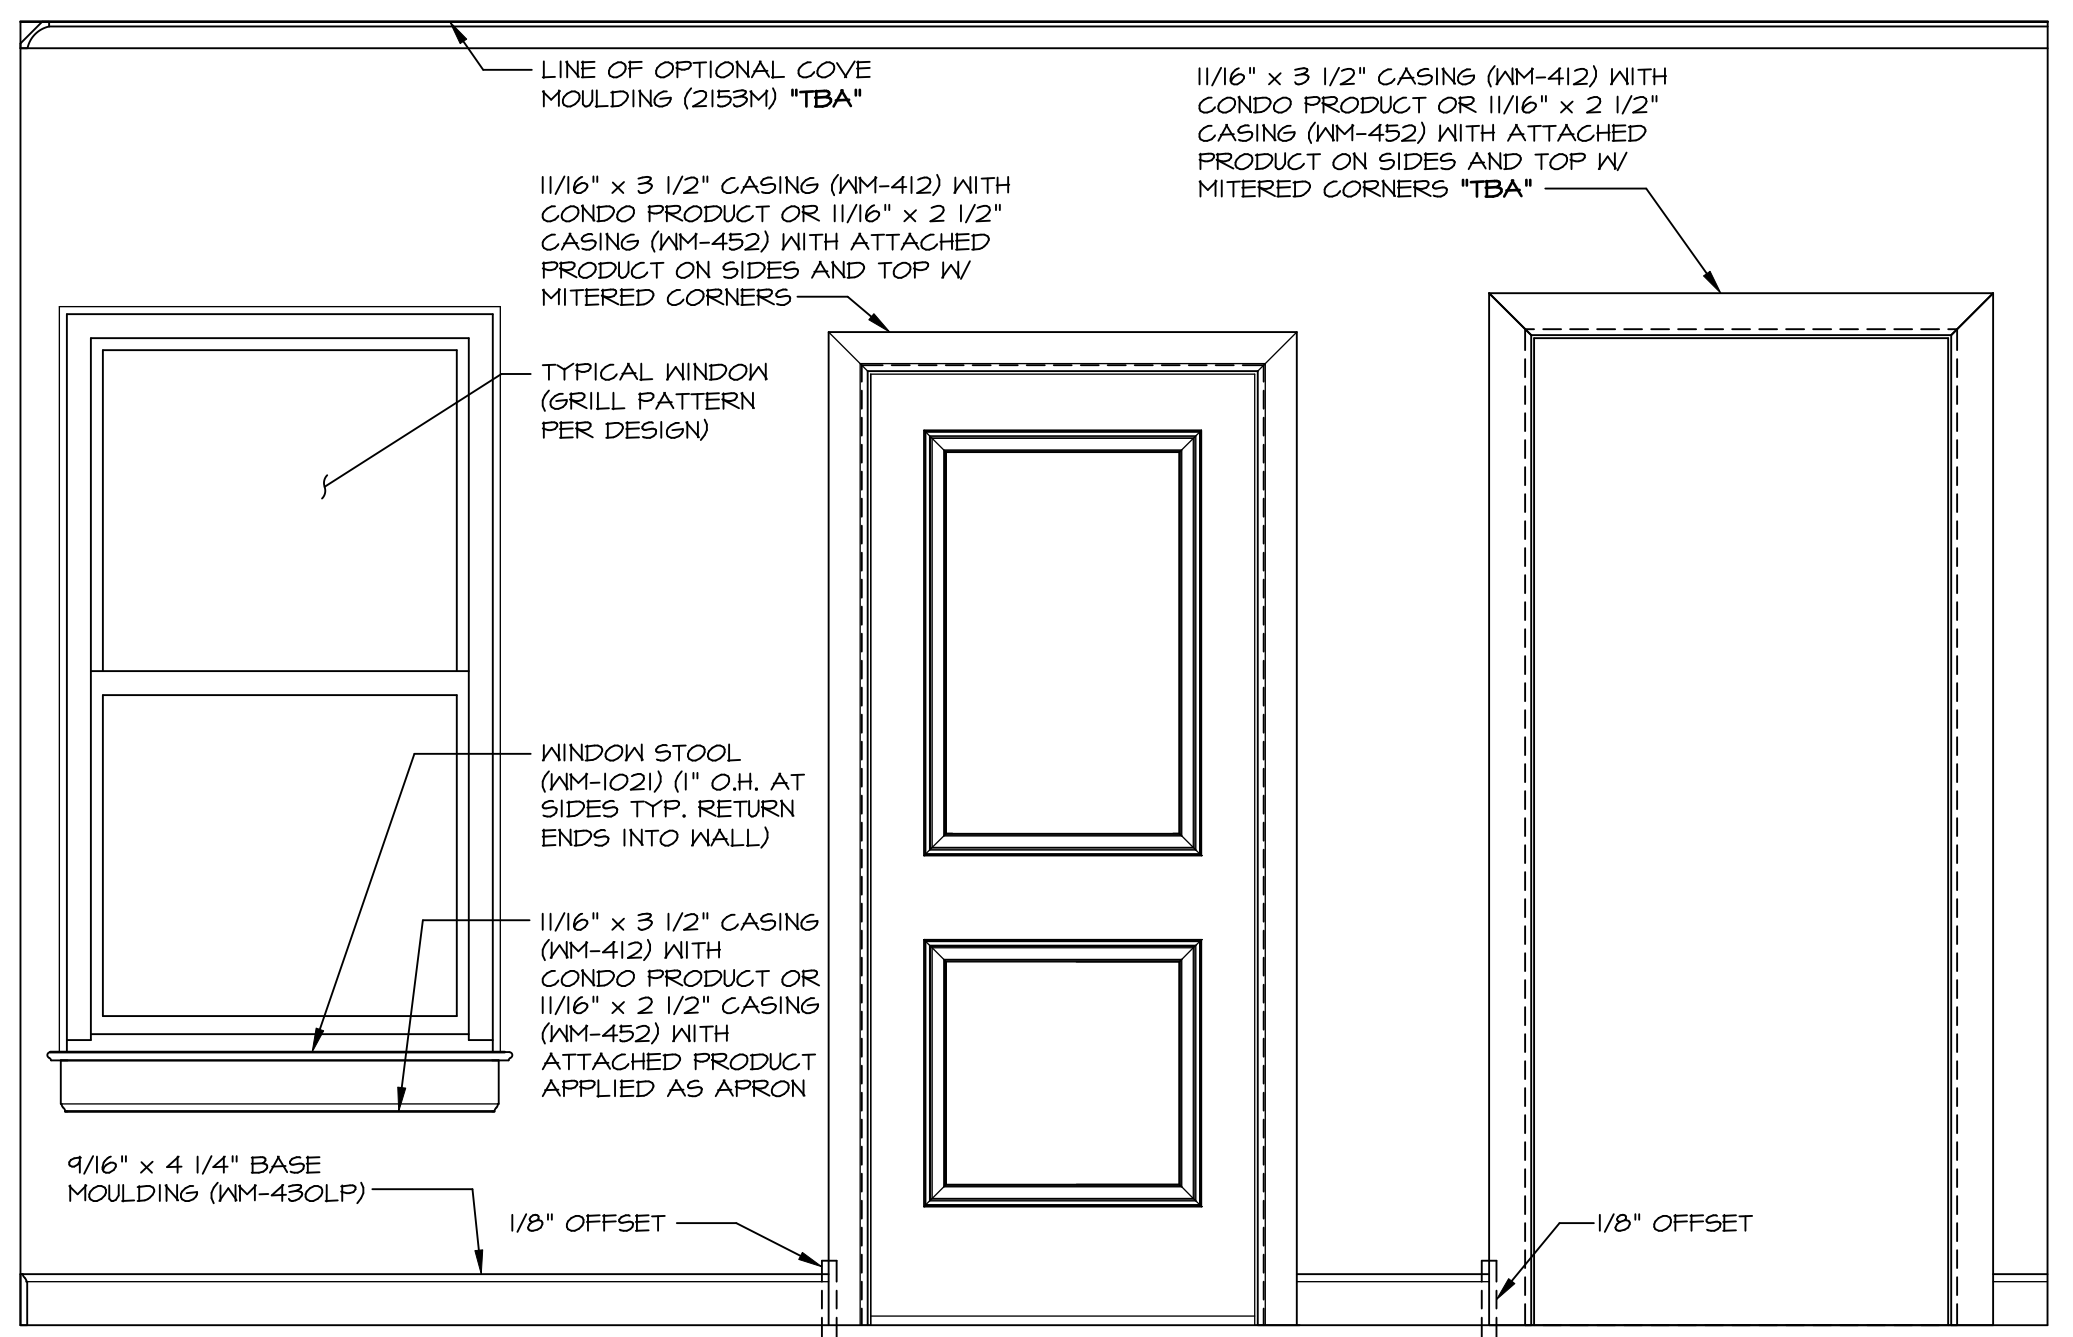 LINE OF OPTIONAL COVE
MOULDING (2153M) "TBA"
11/16" x 3 1/2" CASING (WM-412) WITH
CONDO PRODUCT OR 11/16" x 2 1/2"
CASING (WM-452) WITH ATTACHED
PRODUCT ON SIDES AND TOP W/
MITERED CORNERS "TBA"
11/16" x 3 1/2" CASING (WM-412) WITH
CONDO PRODUCT OR 11/16" x 2 1/2"
CASING (WM-452) WITH ATTACHED
PRODUCT ON SIDES AND TOP W/
MITERED CORNERS
TYPICAL WINDOW
(GRILL PATTERN
PER DESIGN)
WINDOW STOOL
(WM-1021) (1" O.H. AT
SIDES TYP. RETURN
ENDS INTO WALL)
11/16" x 3 1/2" CASING
(WM-412) WITH
CONDO PRODUCT OR
11/16" x 2 1/2" CASING
(WM-452) WITH
ATTACHED PRODUCT
APPLIED AS APRON
9/16" x 4 1/4" BASE
MOULDING (WM-430LP)
1/8" OFFSET
1/8" OFFSET